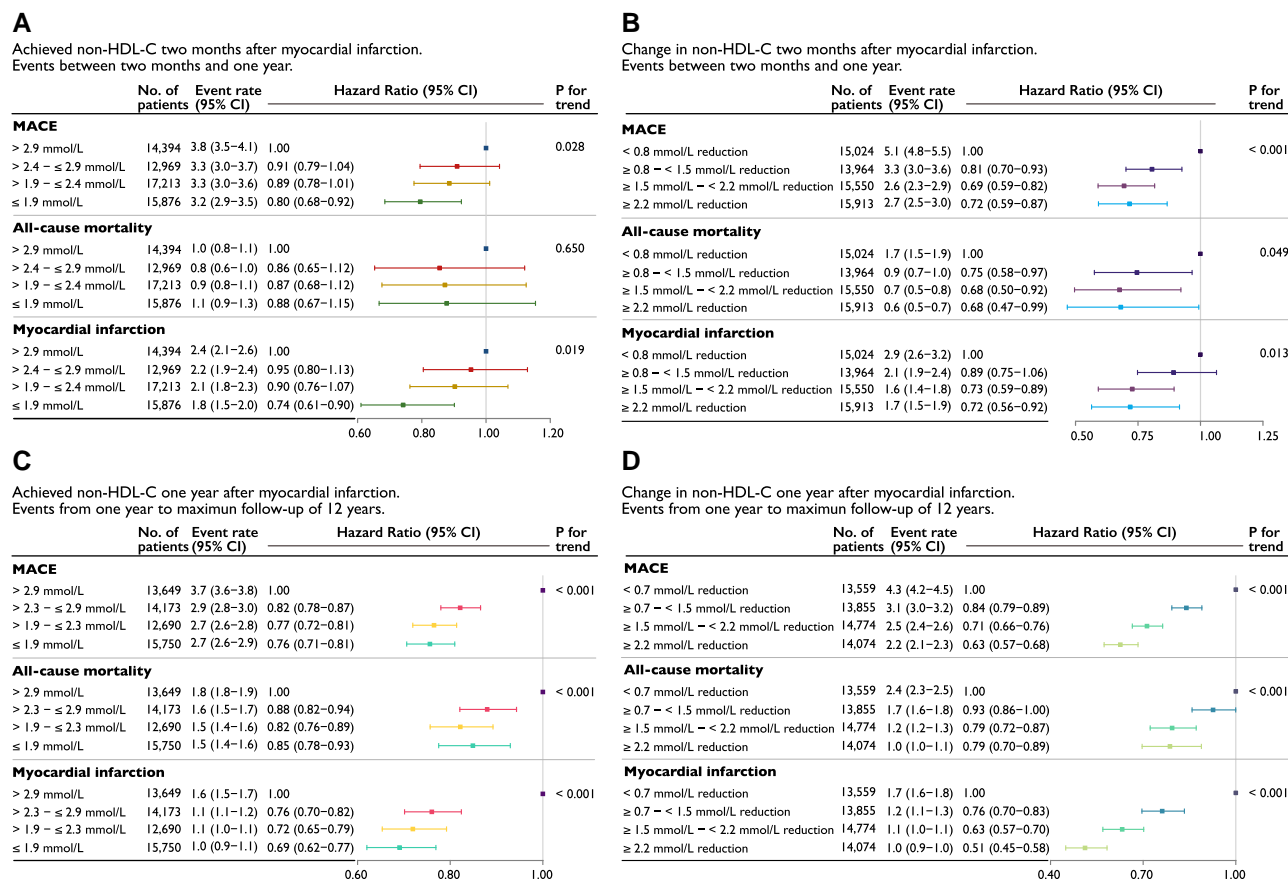 A
Achieved non-HDL-C two months after myocardial infarction.
Events between two months and one year.
No. of patients Event rate (95% CI) Hazard Ratio (95% CI) P for trend
MACE
> 2.9 mmol/L 14,394 3.8 (3.5–4.1) 1.00 0.028
> 2.4 – ≤ 2.9 mmol/L 12,969 3.3 (3.0–3.7) 0.91 (0.79–1.04)
> 1.9 – ≤ 2.4 mmol/L 17,213 3.3 (3.0–3.6) 0.89 (0.78–1.01)
≤ 1.9 mmol/L 15,876 3.2 (2.9–3.5) 0.80 (0.68–0.92)
All-cause mortality
> 2.9 mmol/L 14,394 1.0 (0.8–1.1) 1.00 0.650
> 2.4 – ≤ 2.9 mmol/L 12,969 0.8 (0.6–1.0) 0.86 (0.65–1.12)
> 1.9 – ≤ 2.4 mmol/L 17,213 0.9 (0.8–1.1) 0.87 (0.68–1.12)
≤ 1.9 mmol/L 15,876 1.1 (0.9–1.3) 0.88 (0.67–1.15)
Myocardial infarction
> 2.9 mmol/L 14,394 2.4 (2.1–2.6) 1.00 0.019
> 2.4 – ≤ 2.9 mmol/L 12,969 2.2 (1.9–2.4) 0.95 (0.80–1.13)
> 1.9 – ≤ 2.4 mmol/L 17,213 2.1 (1.8–2.3) 0.90 (0.76–1.07)
≤ 1.9 mmol/L 15,876 1.8 (1.5–2.0) 0.74 (0.61–0.90)
0.60 0.80 1.00 1.20
B
Change in non-HDL-C two months after myocardial infarction.
Events between two months and one year.
No. of patients Event rate (95% CI) Hazard Ratio (95% CI) P for trend
MACE
< 0.8 mmol/L reduction 15,024 5.1 (4.8–5.5) 1.00 < 0.001
≥ 0.8 – < 1.5 mmol/L reduction 13,964 3.3 (3.0–3.6) 0.81 (0.70–0.93)
≥ 1.5 mmol/L – < 2.2 mmol/L reduction 15,550 2.6 (2.3–2.9) 0.69 (0.59–0.82)
≥ 2.2 mmol/L reduction 15,913 2.7 (2.5–3.0) 0.72 (0.59–0.87)
All-cause mortality
< 0.8 mmol/L reduction 15,024 1.7 (1.5–1.9) 1.00 0.049
≥ 0.8 – < 1.5 mmol/L reduction 13,964 0.9 (0.7–1.0) 0.75 (0.58–0.97)
≥ 1.5 mmol/L – < 2.2 mmol/L reduction 15,550 0.7 (0.5–0.8) 0.68 (0.50–0.92)
≥ 2.2 mmol/L reduction 15,913 0.6 (0.5–0.7) 0.68 (0.47–0.99)
Myocardial infarction
< 0.8 mmol/L reduction 15,024 2.9 (2.6–3.2) 1.00 0.013
≥ 0.8 – < 1.5 mmol/L reduction 13,964 2.1 (1.9–2.4) 0.89 (0.75–1.06)
≥ 1.5 mmol/L – < 2.2 mmol/L reduction 15,550 1.6 (1.4–1.8) 0.73 (0.59–0.89)
≥ 2.2 mmol/L reduction 15,913 1.7 (1.5–1.9) 0.72 (0.56–0.92)
0.50 0.75 1.00 1.25
C
Achieved non-HDL-C one year after myocardial infarction.
Events from one year to maximun follow-up of 12 years.
No. of patients Event rate (95% CI) Hazard Ratio (95% CI) P for trend
MACE
> 2.9 mmol/L 13,649 3.7 (3.6–3.8) 1.00 < 0.001
> 2.3 – ≤ 2.9 mmol/L 14,173 2.9 (2.8–3.0) 0.82 (0.78–0.87)
> 1.9 – ≤ 2.3 mmol/L 12,690 2.7 (2.6–2.8) 0.77 (0.72–0.81)
≤ 1.9 mmol/L 15,750 2.7 (2.6–2.9) 0.76 (0.71–0.81)
All-cause mortality
> 2.9 mmol/L 13,649 1.8 (1.8–1.9) 1.00 < 0.001
> 2.3 – ≤ 2.9 mmol/L 14,173 1.6 (1.5–1.7) 0.88 (0.82–0.94)
> 1.9 – ≤ 2.3 mmol/L 12,690 1.5 (1.4–1.6) 0.82 (0.76–0.89)
≤ 1.9 mmol/L 15,750 1.5 (1.4–1.6) 0.85 (0.78–0.93)
Myocardial infarction
> 2.9 mmol/L 13,649 1.6 (1.5–1.7) 1.00 < 0.001
> 2.3 – ≤ 2.9 mmol/L 14,173 1.1 (1.1–1.2) 0.76 (0.70–0.82)
> 1.9 – ≤ 2.3 mmol/L 12,690 1.1 (1.0–1.1) 0.72 (0.65–0.79)
≤ 1.9 mmol/L 15,750 1.0 (0.9–1.1) 0.69 (0.62–0.77)
0.60 0.80 1.00
D
Change in non-HDL-C one year after myocardial infarction.
Events from one year to maximun follow-up of 12 years.
No. of patients Event rate (95% CI) Hazard Ratio (95% CI) P for trend
MACE
< 0.7 mmol/L reduction 13,559 4.3 (4.2–4.5) 1.00 < 0.001
≥ 0.7 – < 1.5 mmol/L reduction 13,855 3.1 (3.0–3.2) 0.84 (0.79–0.89)
≥ 1.5 mmol/L – < 2.2 mmol/L reduction 14,774 2.5 (2.4–2.6) 0.71 (0.66–0.76)
≥ 2.2 mmol/L reduction 14,074 2.2 (2.1–2.3) 0.63 (0.57–0.68)
All-cause mortality
< 0.7 mmol/L reduction 13,559 2.4 (2.3–2.5) 1.00 < 0.001
≥ 0.7 – < 1.5 mmol/L reduction 13,855 1.7 (1.6–1.8) 0.93 (0.86–1.00)
≥ 1.5 mmol/L – < 2.2 mmol/L reduction 14,774 1.2 (1.2–1.3) 0.79 (0.72–0.87)
≥ 2.2 mmol/L reduction 14,074 1.0 (1.0–1.1) 0.79 (0.70–0.89)
Myocardial infarction
< 0.7 mmol/L reduction 13,559 1.7 (1.6–1.8) 1.00 < 0.001
≥ 0.7 – < 1.5 mmol/L reduction 13,855 1.2 (1.1–1.3) 0.76 (0.70–0.83)
≥ 1.5 mmol/L – < 2.2 mmol/L reduction 14,774 1.1 (1.0–1.1) 0.63 (0.57–0.70)
≥ 2.2 mmol/L reduction 14,074 1.0 (0.9–1.0) 0.51 (0.45–0.58)
0.40 0.70 1.00